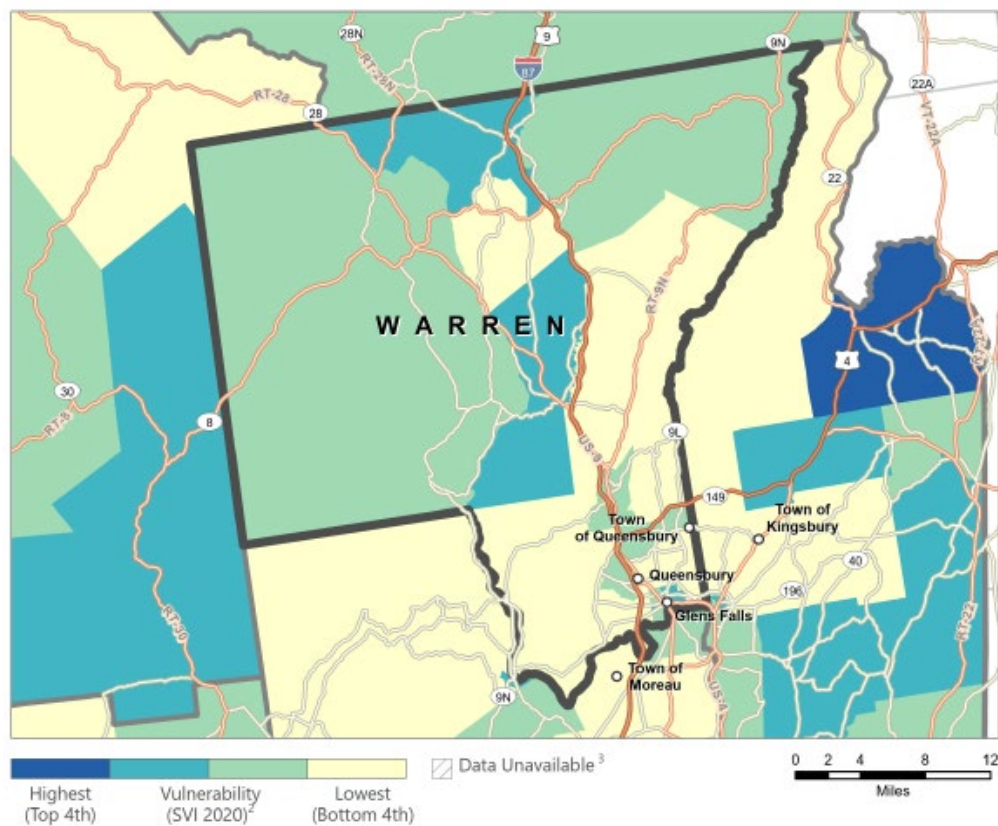 28N
9
9N
87
22A
RT-28N
RT-28
28
VT-22A
22
RT-9N
WARREN
4
30
RT-8
8
9L
US-9
149
Town
of Queensbury
Town of
Kingsbury
Queensbury
40
196
Glens Falls
RT-30
RT-22
Town of
Moreau
9N
US-4
Data Unavailable 3
0 2 4 8 12
Miles
Highest
(Top 4th)
Vulnerability
(SVI 2020)2
Lowest
(Bottom 4th)